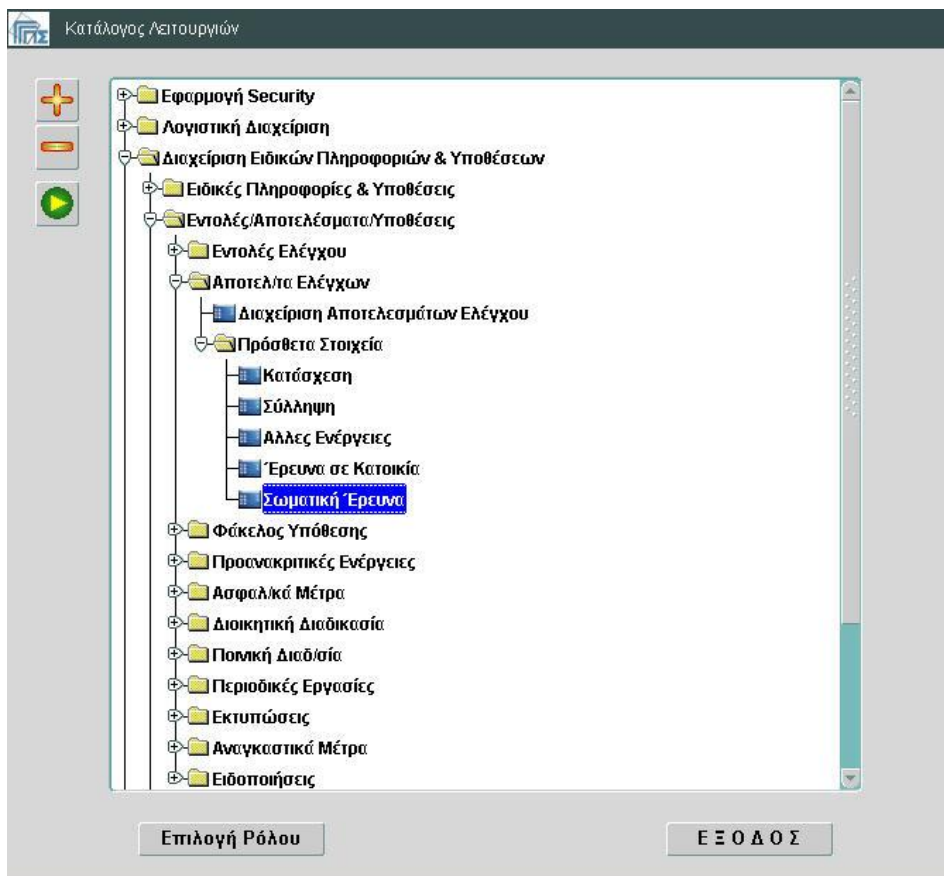 Κατάλογος Λειτουργιών
Εφαρμογή Security
Λογιστική Διαχείριση
Διαχείριση Ειδικών Πληροφοριών & Υποθέσεων
Ειδικές Πληροφορίες & Υποθέσεις
Εντολές/Αποτελέσματα/Υποθέσεις
Εντολές Ελέγχου
Αποτελ/τα Ελέγχων
Διαχείριση Αποτελεσμάτων Ελέγχου
Πρόσθετα Στοιχεία
Κατάσχεση
Σύλληψη
Αλλες Ενέργειες
Έρευνα σε Κατοικία
Σωματική Έρευνα
Φάκελος Υπόθεσης
Προανακριτικές Ενέργειες
Ασφαλ/κά Μέτρα
Διοικητική Διαδικασία
Ποινική Διαδ/σία
Περιοδικές Εργασίες
Εκτυπώσεις
Αναγκαστικά Μέτρα
Ειδοποιήσεις
Επιλογή Ρόλου
Ε Ξ Ο Δ Ο Σ